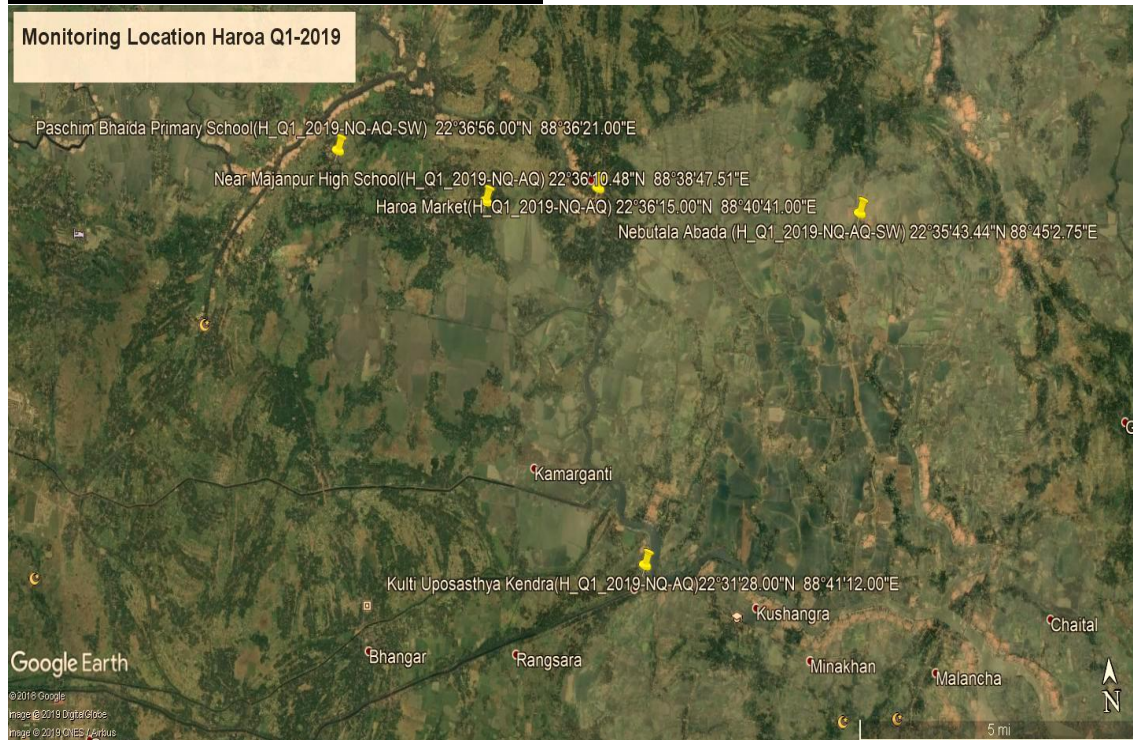 Monitoring Location Haroa Q1-2019
Paschim Bhaida Primary School(H_Q1_2019-NQ-AQ-SW) 22°36'56.00"N 88°36'21.00"E
Near Majanpur High School(H_Q1_2019-NQ-AQ) 22°36'10.48"N 88°38'47.51"E
Haroa Market(H_Q1_2019-NQ-AQ) 22°36'15.00"N 88°40'41.00"E
Nebutala Abada (H_Q1_2019-NQ-AQ-SW) 22°35'43.44"N 88°45'2.75"E
G
Kamarganti
Kulti Uposasthya Kendra(H_Q1_2019-NQ-AQ)22°31'28.00"N 88°41'12.00"E
Kushangra
Chaital
Bhangar
Rangsara
Minakhan
Malancha
Google Earth
©2018 Google
Image © 2019 DigitalGlobe
Image © 2019 CNES / Airbus
N
5 mi